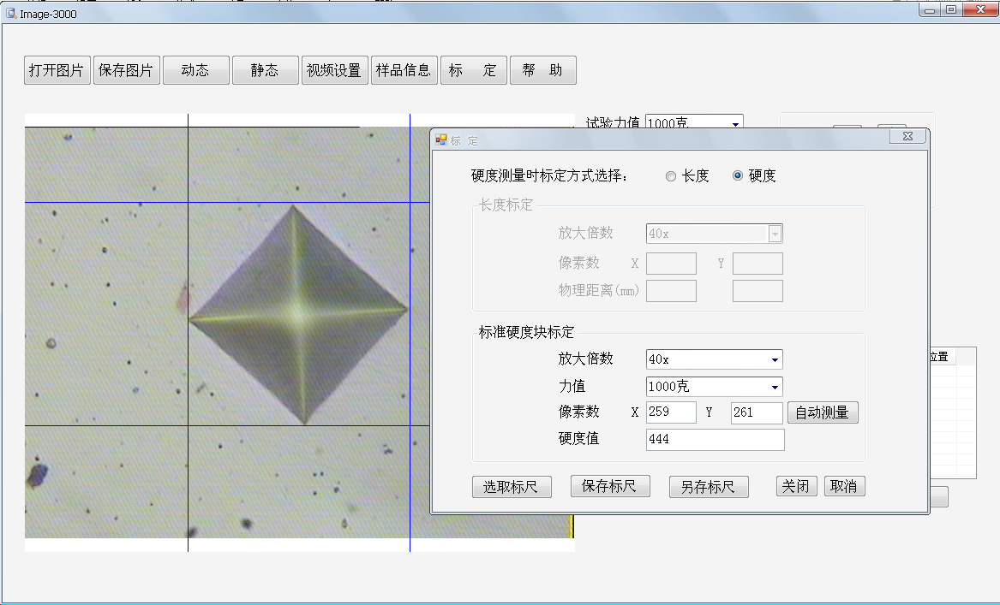 Image-3000
打开图片 保存图片 动态 静态 视频设置 样品信息 标 定 帮 助
试验力值 1000克
标 定
硬度测量时标定方式选择: 长度 硬度
长度标定
放大倍数 40x
像素数 X Y
物理距离(mm)
标准硬度块标定
放大倍数 40x
位置
力值 1000克
像素数 X 259 Y 261 自动测量
硬度值 444
选取标尺 保存标尺 另存标尺 关闭 取消